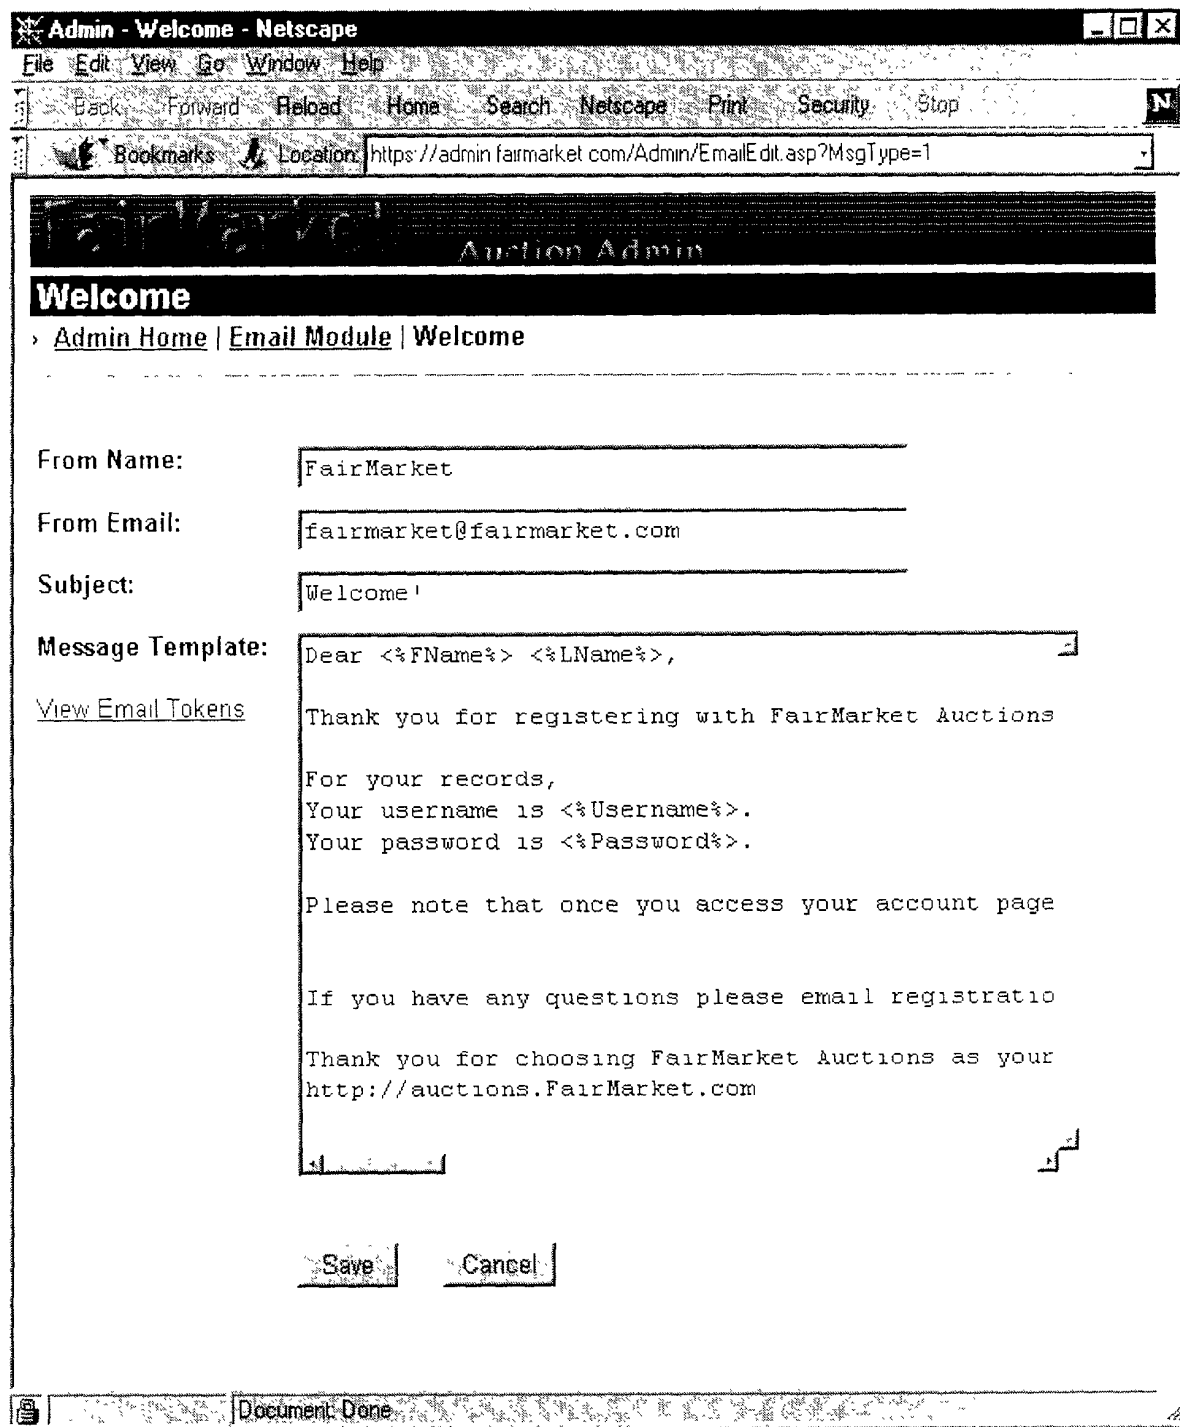 Admin - Welcome - Netscape
File Edit View Go Window Help
Back Forward Reload Home Search Netscape Print Security Stop N
Bookmarks Location: https://admin.fairmarket.com/Admin/EmailEdit.asp?MsgType=1
FairMarket Auction Admin
Welcome
› Admin Home | Email Module | Welcome
From Name: FairMarket
From Email: fairmarket@fairmarket.com
Subject: Welcome!
Message Template: Dear <%FName%> <%LName%>,
View Email Tokens
Thank you for registering with FairMarket Auctions
For your records,
Your username is <%Username%>.
Your password is <%Password%>.
Please note that once you access your account page
If you have any questions please email registratio
Thank you for choosing FairMarket Auctions as your
http://auctions.FairMarket.com
Save Cancel
Document: Done